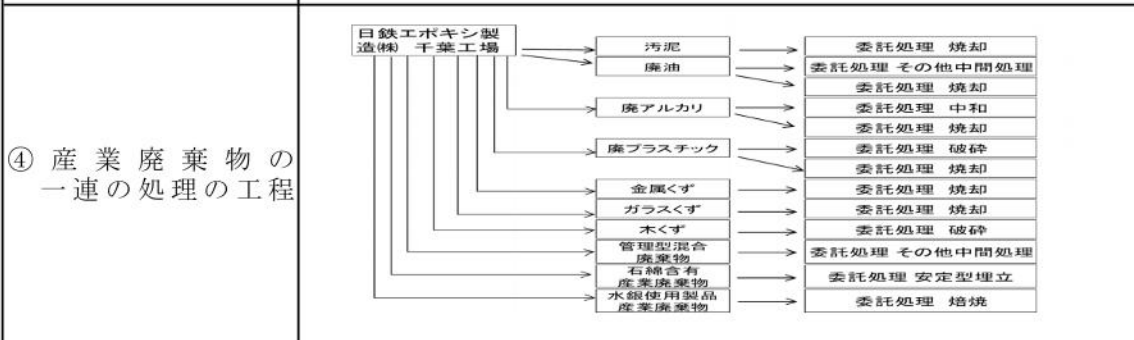 ④産業廃棄物の
一連の処理の工程
日鉄エポキシ製
造㈱ 千葉工場
汚泥
委託処理 焼却
廃油
委託処理 その他中間処理
委託処理 焼却
廃アルカリ
委託処理 中和
委託処理 焼却
廃プラスチック
委託処理 破砕
委託処理 焼却
金属くず
委託処理 焼却
ガラスくず
委託処理 焼却
木くず
委託処理 破砕
管理型混合
廃棄物
委託処理 その他中間処理
石綿含有
産業廃棄物
委託処理 安定型埋立
水銀使用製品
産業廃棄物
委託処理 焙焼